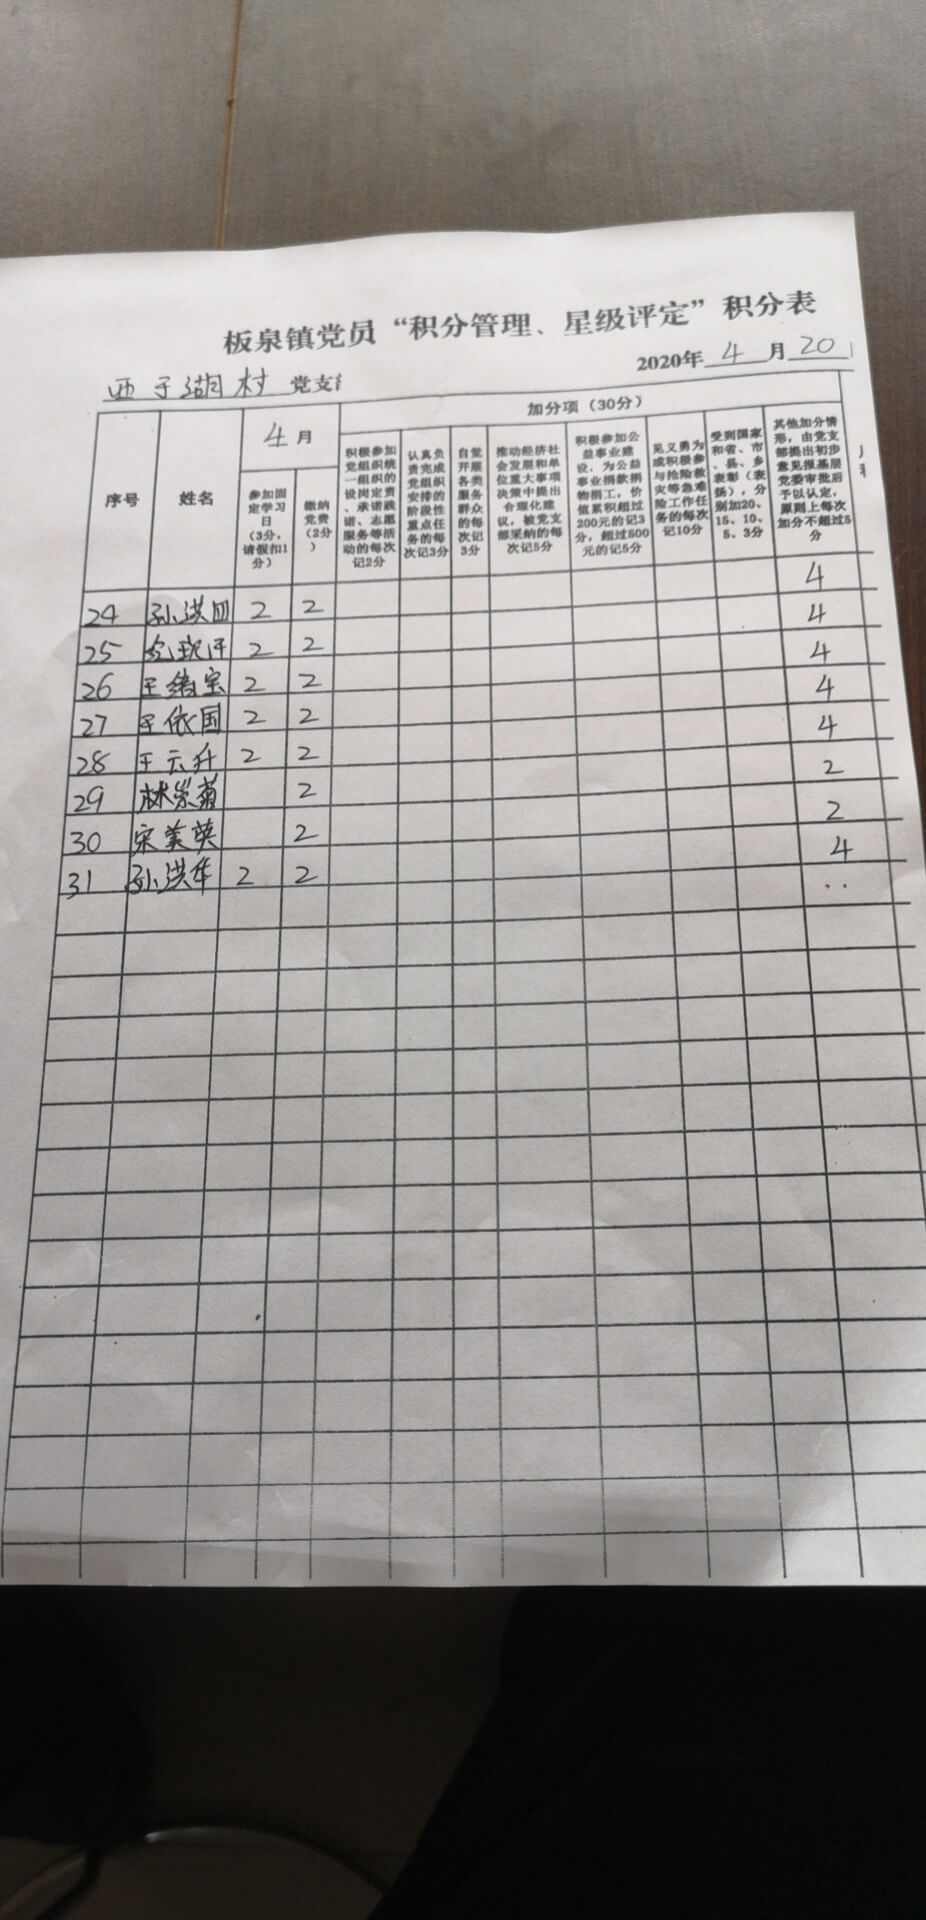 板泉镇党员“积分管理、星级评定”积分表
西于湖村 党支
2020年 4 月 20
序号
姓名
4 月
参加固
定学习
日
（3分，
请假扣1
分）
缴纳
党费
（2分
）
加分项（30分）
积极参加
党组织统
一组织的
设岗定责
、承诺践
诺、志愿
服务等活
动的每次
记2分
认真负
责完成
党组织
安排的
阶段性
重点任
务的每
次记3分
自觉
开展
各类
服务
群众
的每
次记
3分
推动经济社
会发展和单
位重大事项
决策中提出
合理化建
议，被党支
部采纳的每
次记5分
积极参加公
益事业建
设，为公益
事业捐款捐
物捐工，价
值累积超过
200元的记3
分，超过500
元的记5分
见义勇为
或积极参
与抢险救
灾等急难
险工作任
务的每次
记10分
受到国家
和省、市
、县、乡
表彰（表
扬），分
别加20、
15、10、
5、3分
其他加分情
形，由党支
部提出初步
意见报基层
党委审批后
予以认定，
原则上每次
加分不超过5
分
24 孙洪四 2 2 4
25 2 2 4
26 王绪宝 2 2 4
27 王依国 2 2 4
28 王云升 2 2 4
29 林崇菊 2 2
30 宋美英 2 2
31 孙洪华 2 2 4